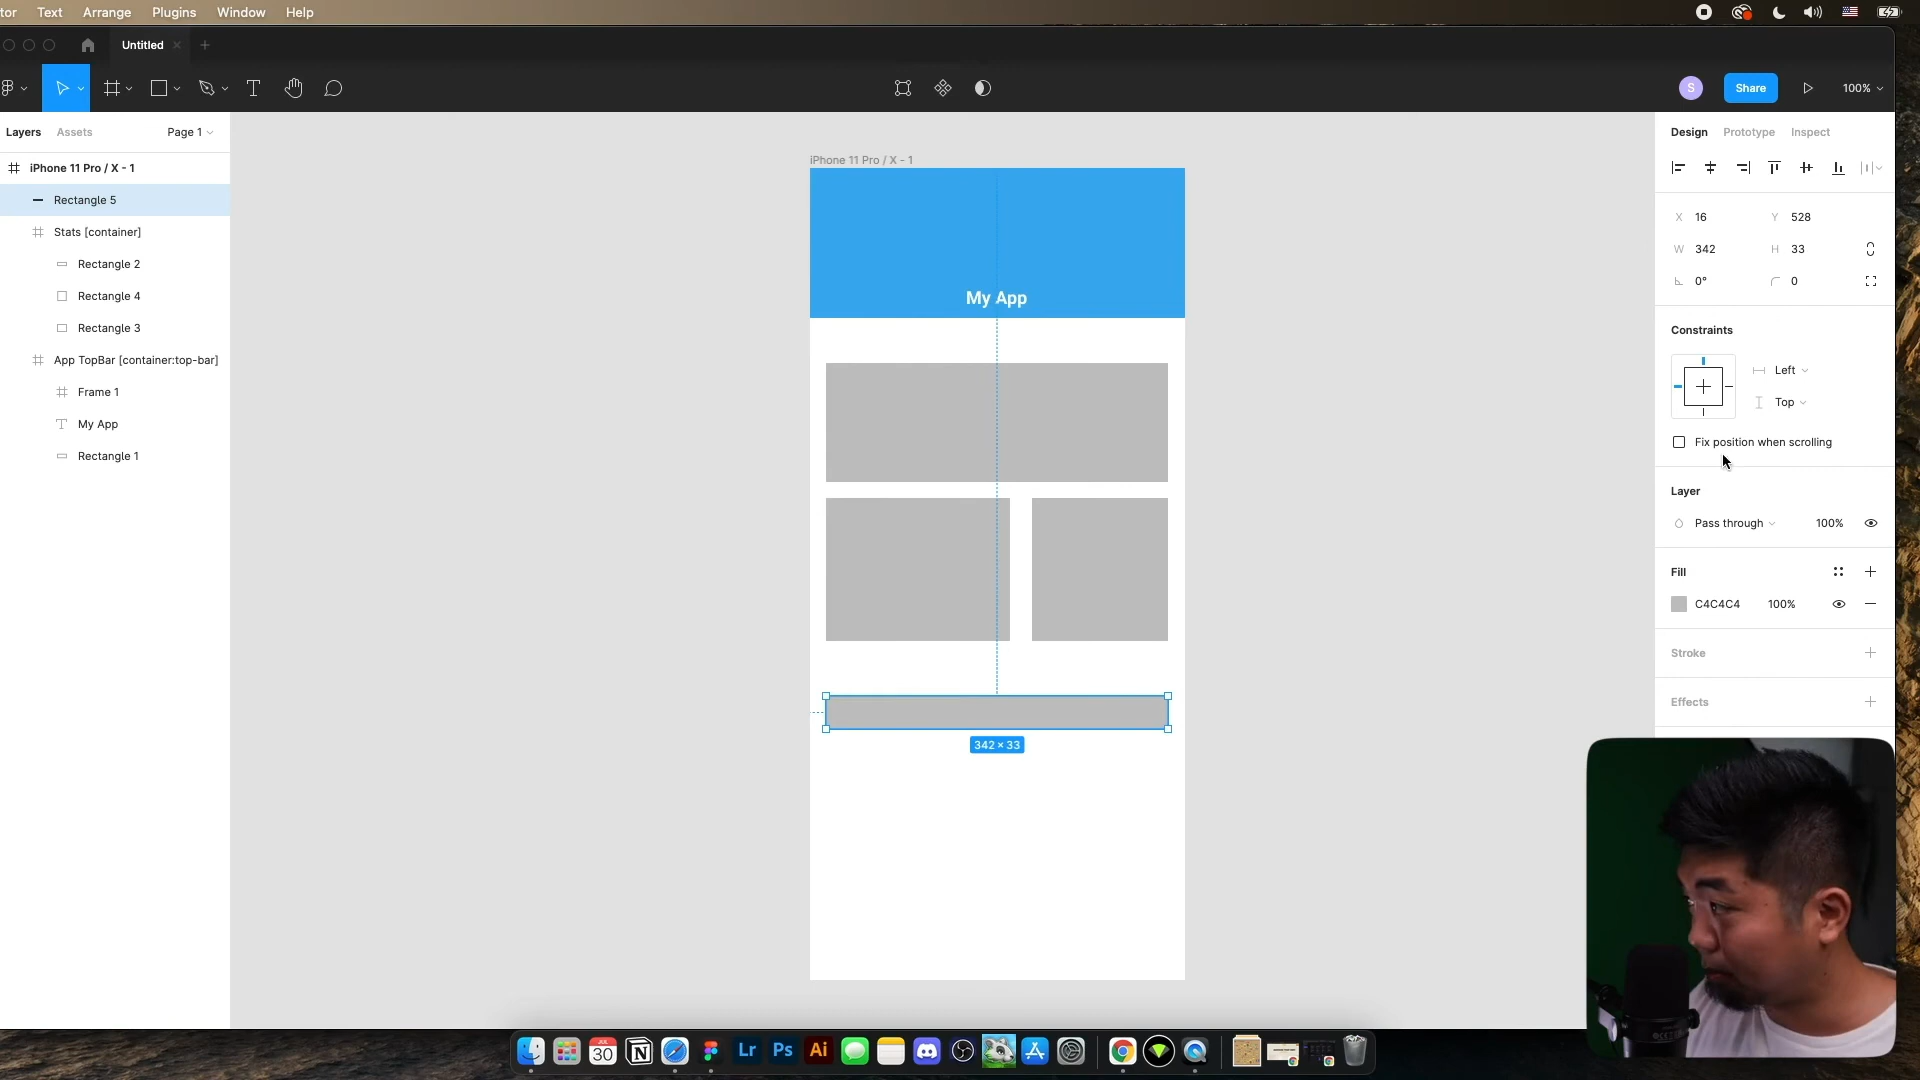 tor Text Arrange Plugins Window Help
Untitled
S Share 100%
Layers Assets Page 1
iPhone 11 Pro / X - 1
Rectangle 5
Stats [container]
Rectangle 2
Rectangle 4
Rectangle 3
App TopBar [container:top-bar]
Frame 1
My App
Rectangle 1
iPhone 11 Pro / X - 1
My App
342 × 33
Design Prototype Inspect
X 16 Y 528
W 342 H 33
0° 0
Constraints
Left
Top
Fix position when scrolling
Layer
Pass through 100%
Fill
C4C4C4 100%
Stroke
Effects
JUL
30
Lr Ps Ai